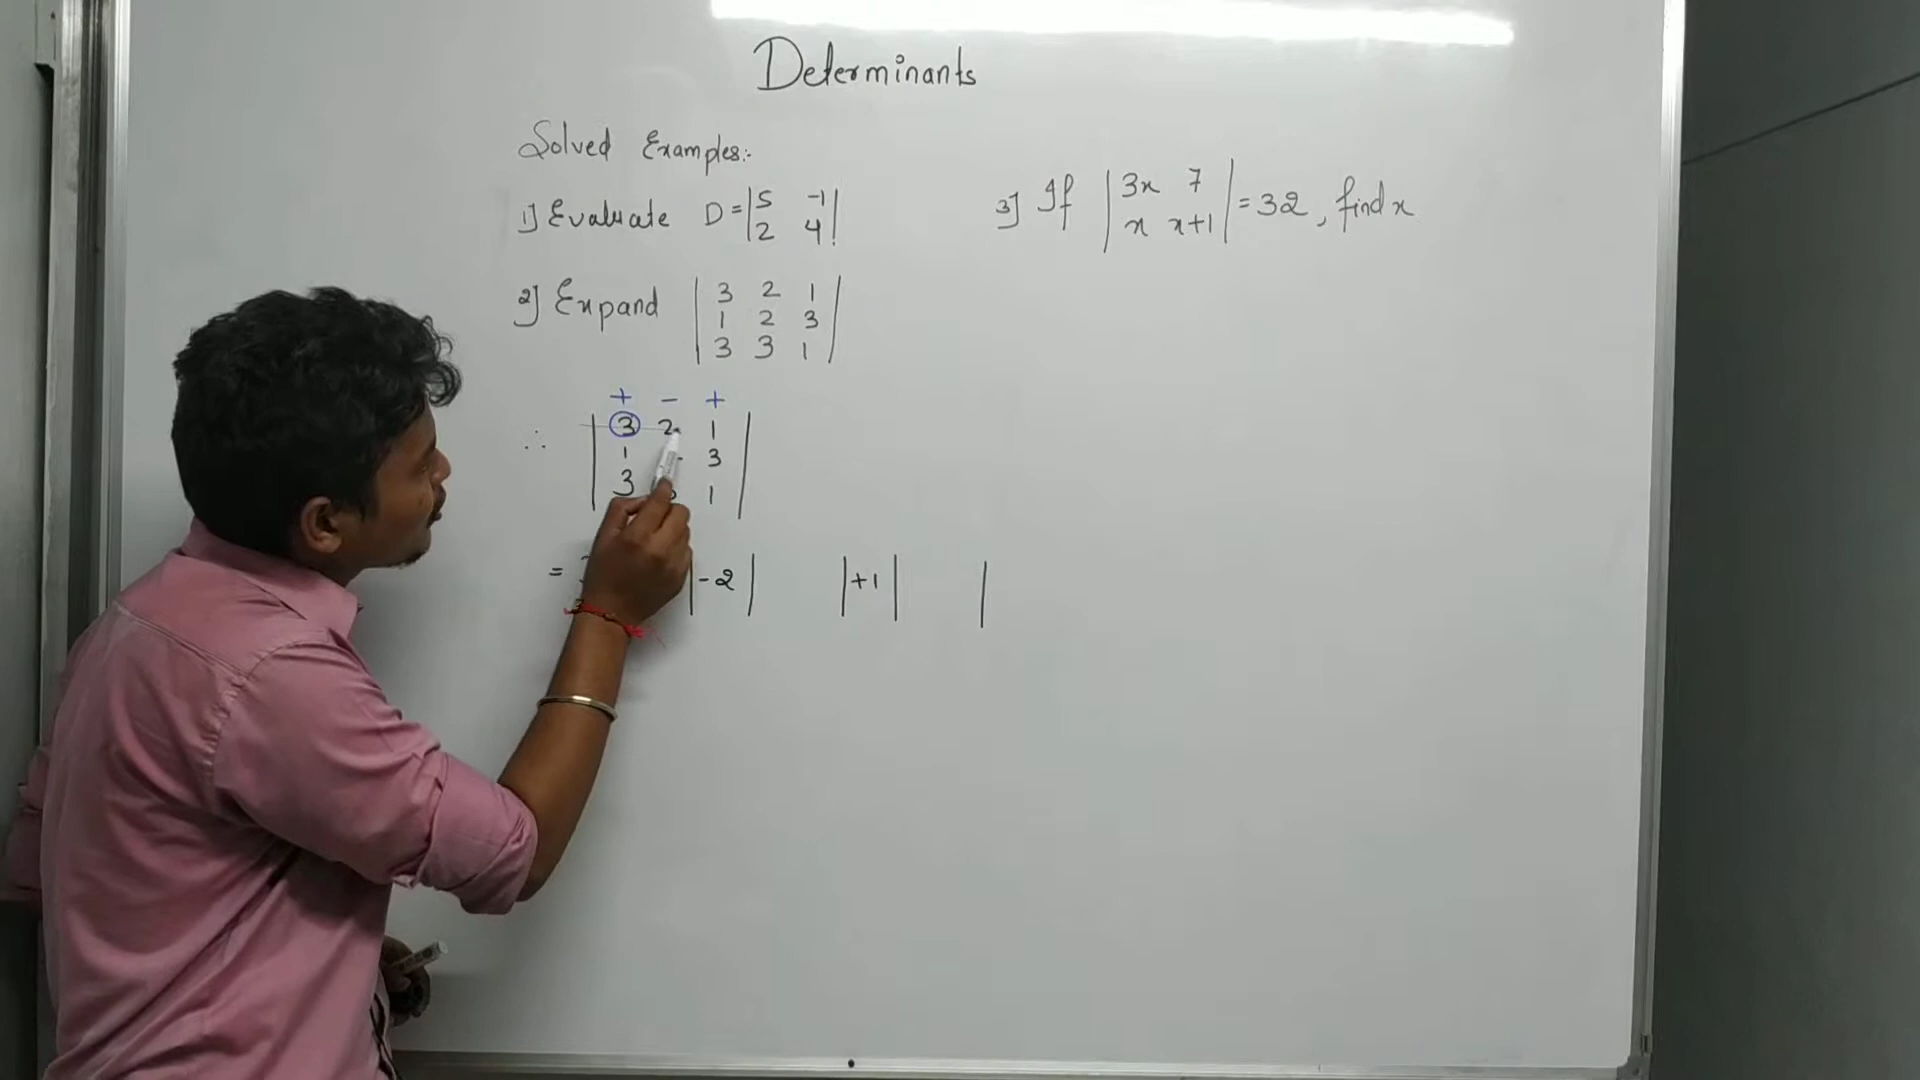 Determinants
Solved Examples:-
1] Evaluate D = | 5 -1 |
| 2 4 |
2] Expand | 3 2 1 |
| 1 2 3 |
| 3 3 1 |
+ - +
∴ | 3 2 1 |
| 1 3 |
| 3 1 |
= | -2 | | +1 | |
3] If | 3x 7 | = 32, find x
| x x+1 |